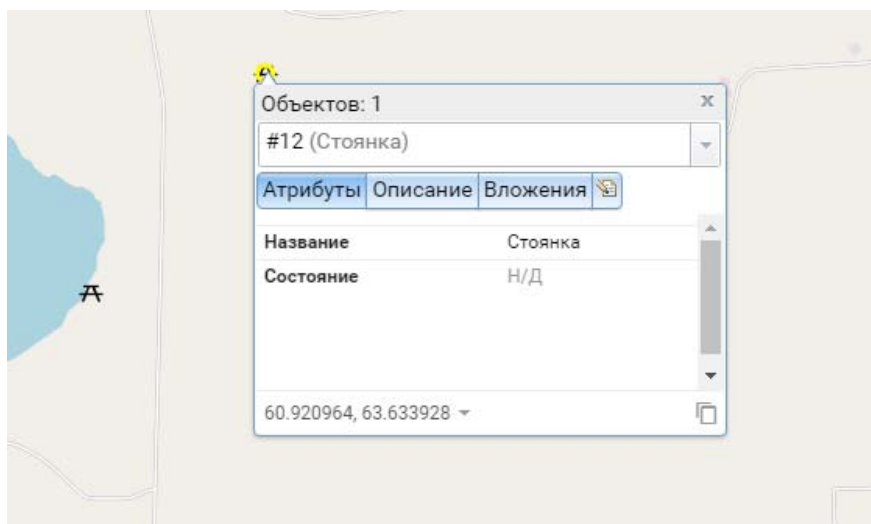 Объектов: 1 x
#12 (Стоянка)
Атрибуты Описание Вложения
Название Стоянка
Состояние Н/Д
60.920964, 63.633928